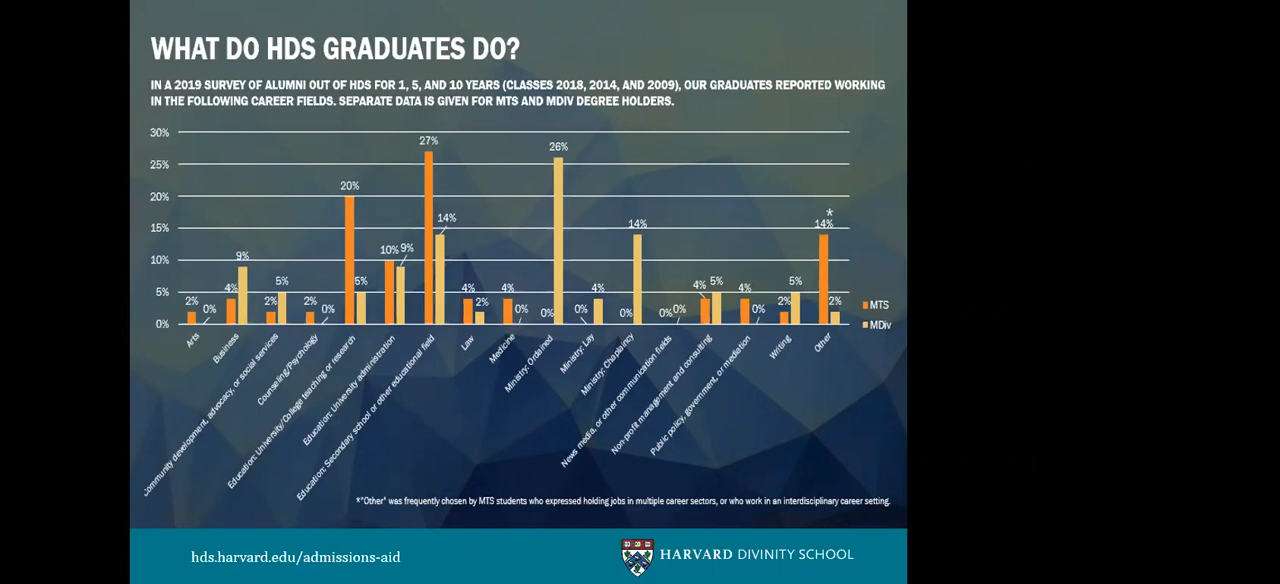 WHAT DO HDS GRADUATES DO?
IN A 2019 SURVEY OF ALUMNI OUT OF HDS FOR 1, 5, AND 10 YEARS (CLASSES 2018, 2014, AND 2009), OUR GRADUATES REPORTED WORKING
IN THE FOLLOWING CAREER FIELDS. SEPARATE DATA IS GIVEN FOR MTS AND MDIV DEGREE HOLDERS.
30%
25%
20%
15%
10%
5%
0%
2% 0%
4% 9%
2% 5%
2% 0%
20% 5%
10% 9%
27% 14%
4% 2%
4% 0%
0% 26%
0% 4%
0% 14%
0% 0%
4% 5%
4% 0%
2% 5%
*
14% 2%
MTS
MDiv
Arts
Business
Community development, advocacy, or social services
Counseling/Psychology
Education: University/College teaching or research
Education: University administration
Education: Secondary school or other educational field
Law
Medicine
Ministry: Ordained
Ministry: Lay
Ministry: Chaplaincy
News media, or other communication fields
Non-profit management and consulting
Public policy, government, or mediation
Writing
Other
*"Other" was frequently chosen by MTS students who expressed holding jobs in multiple career sectors, or who work in an interdisciplinary career setting.
hds.harvard.edu/admissions-aid
HARVARD DIVINITY SCHOOL